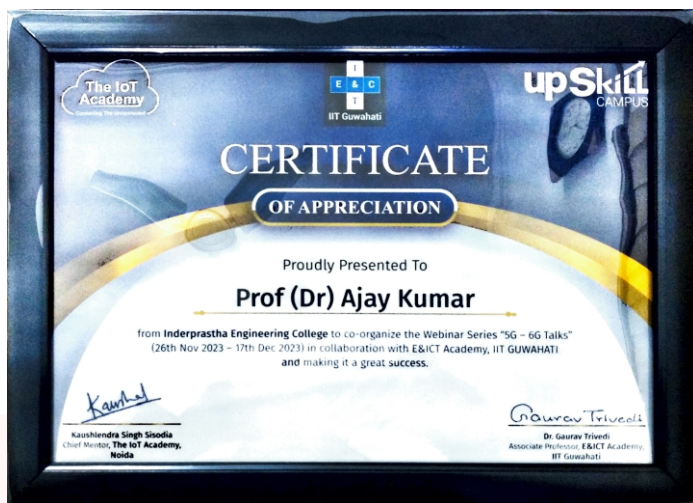 The IoT
Academy
Connecting The Unconnected
I
E & C
T
IIT Guwahati
upSkill
CAMPUS
CERTIFICATE
OF APPRECIATION
Proudly Presented To
Prof (Dr) Ajay Kumar
from Inderprastha Engineering College to co-organize the Webinar Series "5G – 6G Talks"
(26th Nov 2023 – 17th Dec 2023) in collaboration with E&ICT Academy, IIT GUWAHATI
and making it a great success.
Kaushal
Gaurav Trivedi
Kaushlendra Singh Sisodia
Chief Mentor, The IoT Academy,
Noida
Dr. Gaurav Trivedi
Associate Professor, E&ICT Academy,
IIT Guwahati